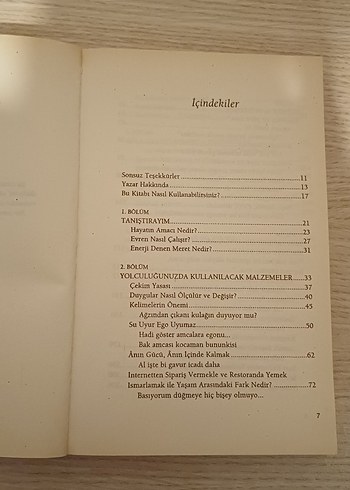 İçindekiler
Sonsuz Teşekkürler........11
Yazar Hakkında........13
Bu Kitabı Nasıl Kullanabilirsiniz?........17
1. BÖLÜM
TANIŞTIRAYIM........21
Hayatın Amacı Nedir?........23
Evren Nasıl Çalışır?........27
Enerji Denen Meret Nedir?........31
2. BÖLÜM
YOLCULUĞUNUZDA KULLANILACAK MALZEMELER........33
Çekim Yasası........37
Duygular Nasıl Ölçülür ve Değişir?........40
Kelimelerin Önemi........45
Ağzından çıkanı kulağın duyuyor mu?
Su Uyur Ego Uyumaz........50
Hadi göster amcalara egonu...
Bak amcası kocaman bununkisi
Ânın Gücü, Ânın İçinde Kalmak........62
Al işte bi gavur icadı daha
Internetten Sipariş Vermekle ve Restoranda Yemek
Ismarlamak ile Yaşam Arasındaki Fark Nedir?........72
Basıyorum düğmeye hiç bişey olmuyo...
7